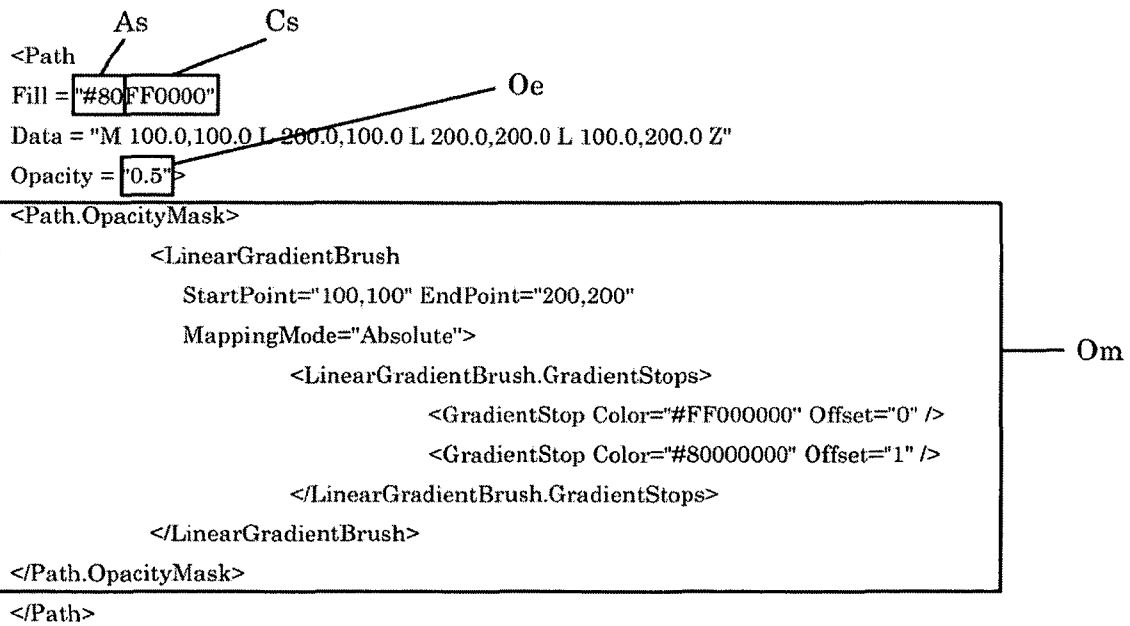 As Cs
<Path
Fill = "#80FF0000"
Oe
Data = "M 100.0,100.0 L 200.0,100.0 L 200.0,200.0 L 100.0,200.0 Z"
Opacity = "0.5">
<Path.OpacityMask>
<LinearGradientBrush
StartPoint="100,100" EndPoint="200,200"
MappingMode="Absolute">
Om
<LinearGradientBrush.GradientStops>
<GradientStop Color="#FF000000" Offset="0" />
<GradientStop Color="#80000000" Offset="1" />
</LinearGradientBrush.GradientStops>
</LinearGradientBrush>
</Path.OpacityMask>
</Path>